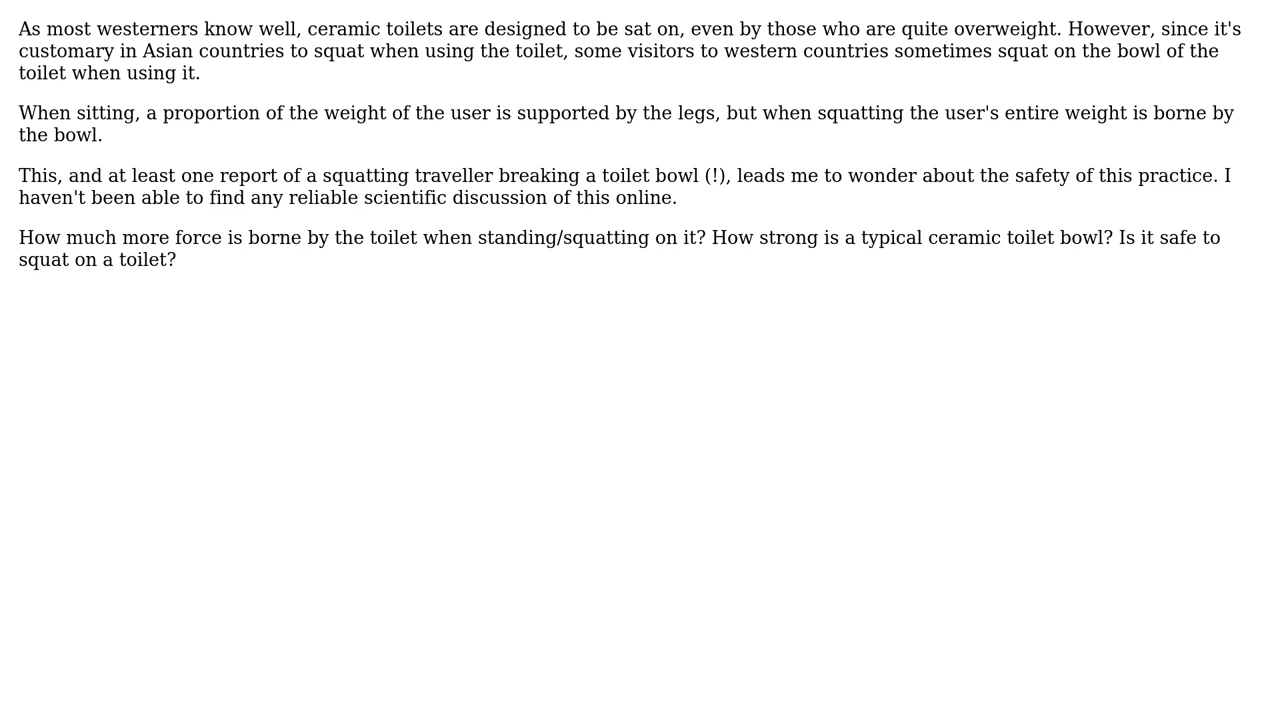 As most westerners know well, ceramic toilets are designed to be sat on, even by those who are quite overweight. However, since it's
customary in Asian countries to squat when using the toilet, some visitors to western countries sometimes squat on the bowl of the
toilet when using it.
When sitting, a proportion of the weight of the user is supported by the legs, but when squatting the user's entire weight is borne by
the bowl.
This, and at least one report of a squatting traveller breaking a toilet bowl (!), leads me to wonder about the safety of this practice. I
haven't been able to find any reliable scientific discussion of this online.
How much more force is borne by the toilet when standing/squatting on it? How strong is a typical ceramic toilet bowl? Is it safe to
squat on a toilet?